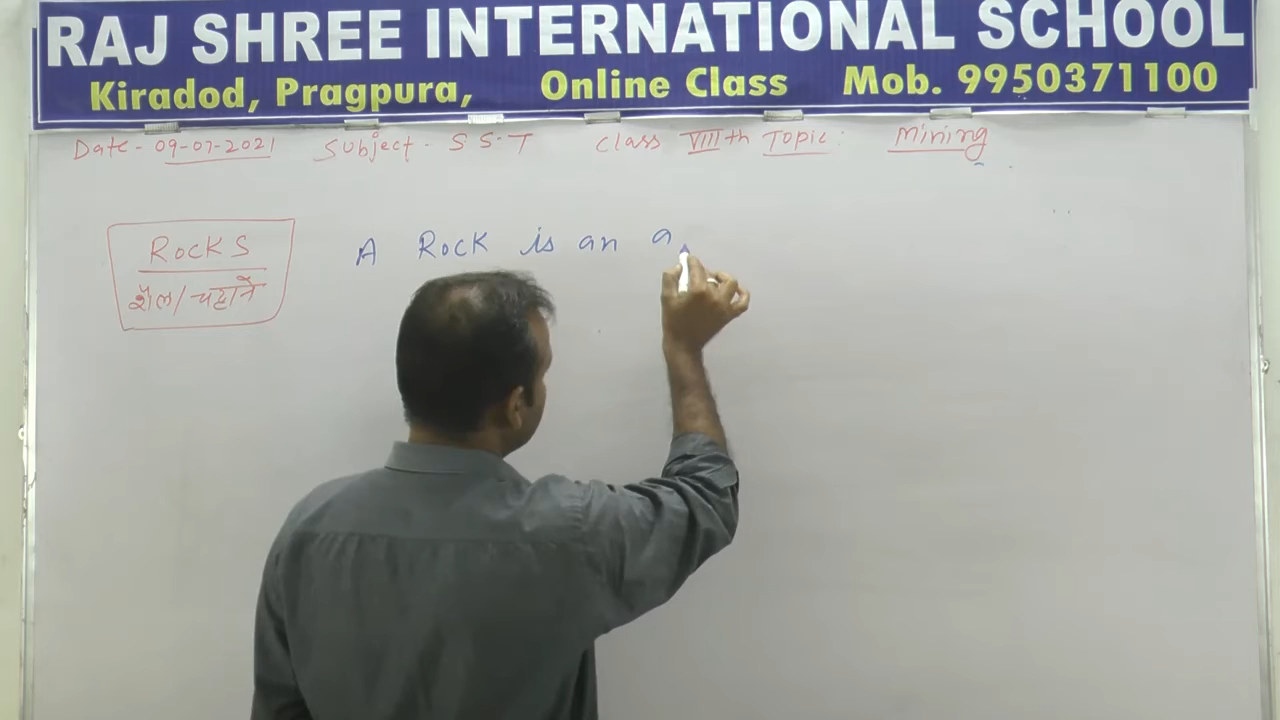 RAJ SHREE INTERNATIONAL SCHOOL
Kiradod, Pragpura, Online Class Mob. 9950371100
Date - 09-07-2021 Subject - S.S.T Class VIIIth Topic: Mining
ROCKS A ROCK is an a
शैल/चट्टाने